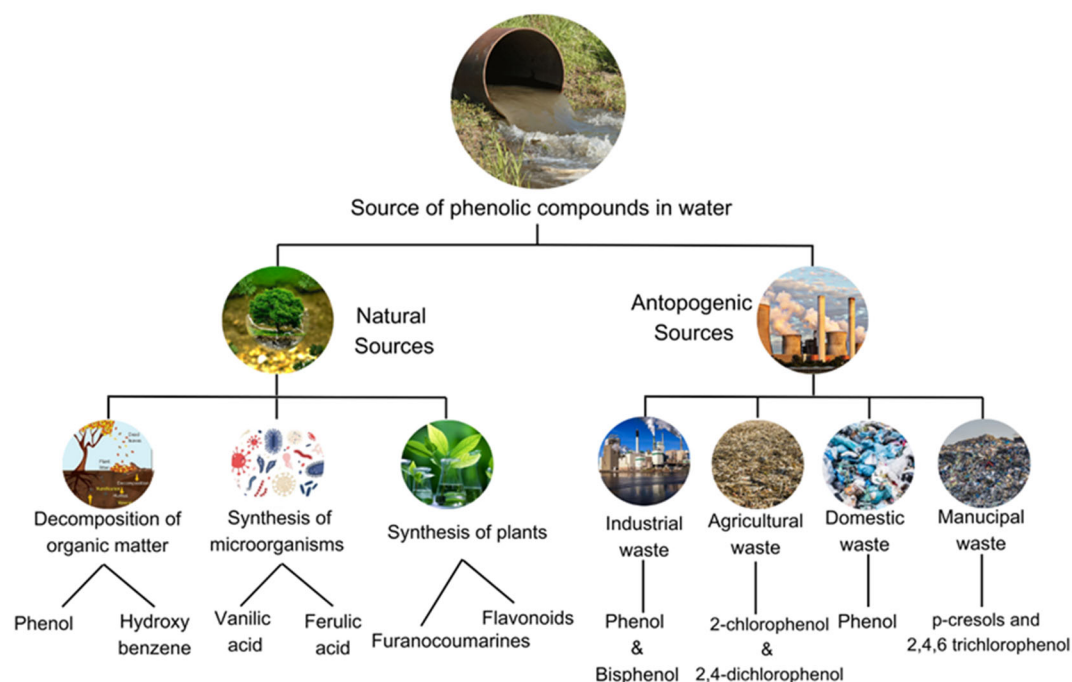 Source of phenolic compounds in water
Natural
Sources
Antopogenic
Sources
Decomposition of
organic matter
Synthesis of
microorganisms
Synthesis of plants
Industrial
waste
Agricultural
waste
Domestic
waste
Manucipal
waste
Phenol
Hydroxy
benzene
Vanilic
acid
Ferulic
acid
Furanocoumarines
Flavonoids
Phenol
&
Bisphenol
2-chlorophenol
&
2,4-dichlorophenol
Phenol
p-cresols and
2,4,6 trichlorophenol